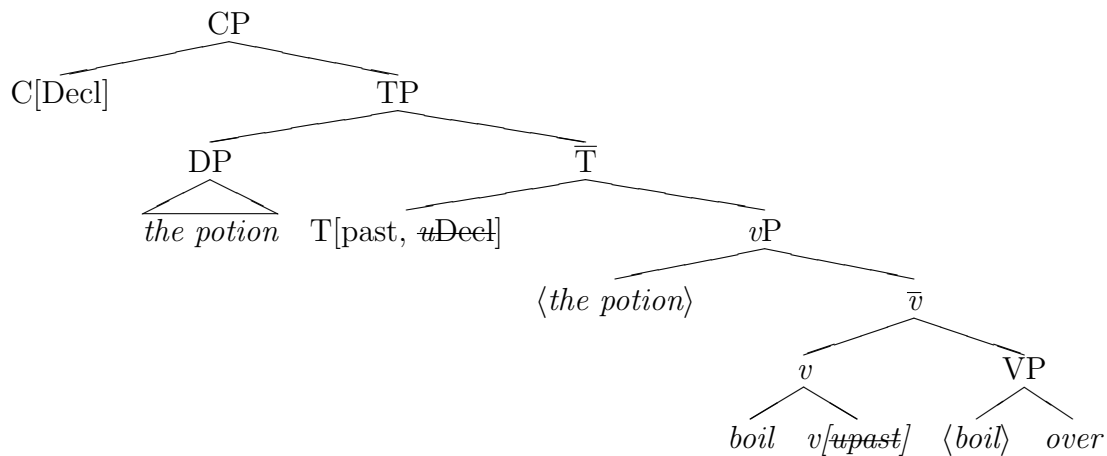 CP
C[Decl] TP
DP T̅
the potion T[past, uDecl] vP
⟨the potion⟩ v̅
v VP
boil v[upast] ⟨boil⟩ over